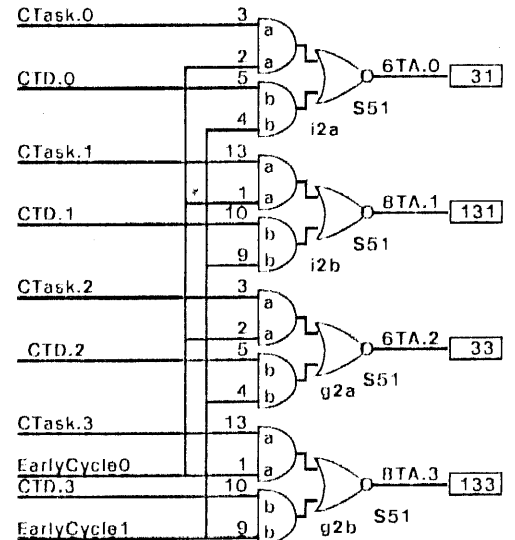 CTask.0 3 a
2 a 6TA.0 31
CTD.0 5 b S51
4 b i2a
CTask.1 13 a
1 a 8TA.1 131
CTD.1 10 b S51
9 b i2b
CTask.2 3 a
2 a 6TA.2 33
CTD.2 5 b S51
4 b g2a
CTask.3 13 a
EarlyCycle0 1 a 8TA.3 133
CTD.3 10 b S51
EarlyCycle1 9 b g2b